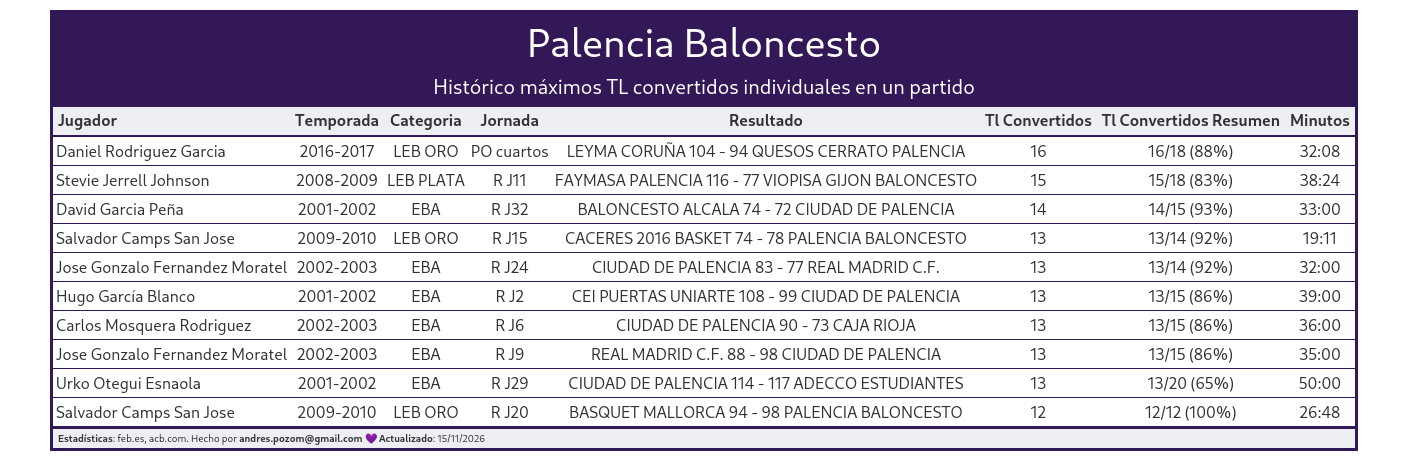 Palencia Baloncesto
Histórico máximos TL convertidos individuales en un partido
Jugador Temporada Categoria Jornada Resultado Tl Convertidos Tl Convertidos Resumen Minutos
Daniel Rodriguez Garcia 2016-2017 LEB ORO PO cuartos LEYMA CORUÑA 104 - 94 QUESOS CERRATO PALENCIA 16 16/18 (88%) 32:08
Stevie Jerrell Johnson 2008-2009 LEB PLATA R J11 FAYMASA PALENCIA 116 - 77 VIOPISA GIJON BALONCESTO 15 15/18 (83%) 38:24
David Garcia Peña 2001-2002 EBA R J32 BALONCESTO ALCALA 74 - 72 CIUDAD DE PALENCIA 14 14/15 (93%) 33:00
Salvador Camps San Jose 2009-2010 LEB ORO R J15 CACERES 2016 BASKET 74 - 78 PALENCIA BALONCESTO 13 13/14 (92%) 19:11
Jose Gonzalo Fernandez Moratel 2002-2003 EBA R J24 CIUDAD DE PALENCIA 83 - 77 REAL MADRID C.F. 13 13/14 (92%) 32:00
Hugo García Blanco 2001-2002 EBA R J2 CEI PUERTAS UNIARTE 108 - 99 CIUDAD DE PALENCIA 13 13/15 (86%) 39:00
Carlos Mosquera Rodriguez 2002-2003 EBA R J6 CIUDAD DE PALENCIA 90 - 73 CAJA RIOJA 13 13/15 (86%) 36:00
Jose Gonzalo Fernandez Moratel 2002-2003 EBA R J9 REAL MADRID C.F. 88 - 98 CIUDAD DE PALENCIA 13 13/15 (86%) 35:00
Urko Otegui Esnaola 2001-2002 EBA R J29 CIUDAD DE PALENCIA 114 - 117 ADECCO ESTUDIANTES 13 13/20 (65%) 50:00
Salvador Camps San Jose 2009-2010 LEB ORO R J20 BASQUET MALLORCA 94 - 98 PALENCIA BALONCESTO 12 12/12 (100%) 26:48
Estadísticas: feb.es, acb.com. Hecho por andres.pozom@gmail.com 💜 Actualizado: 15/11/2026